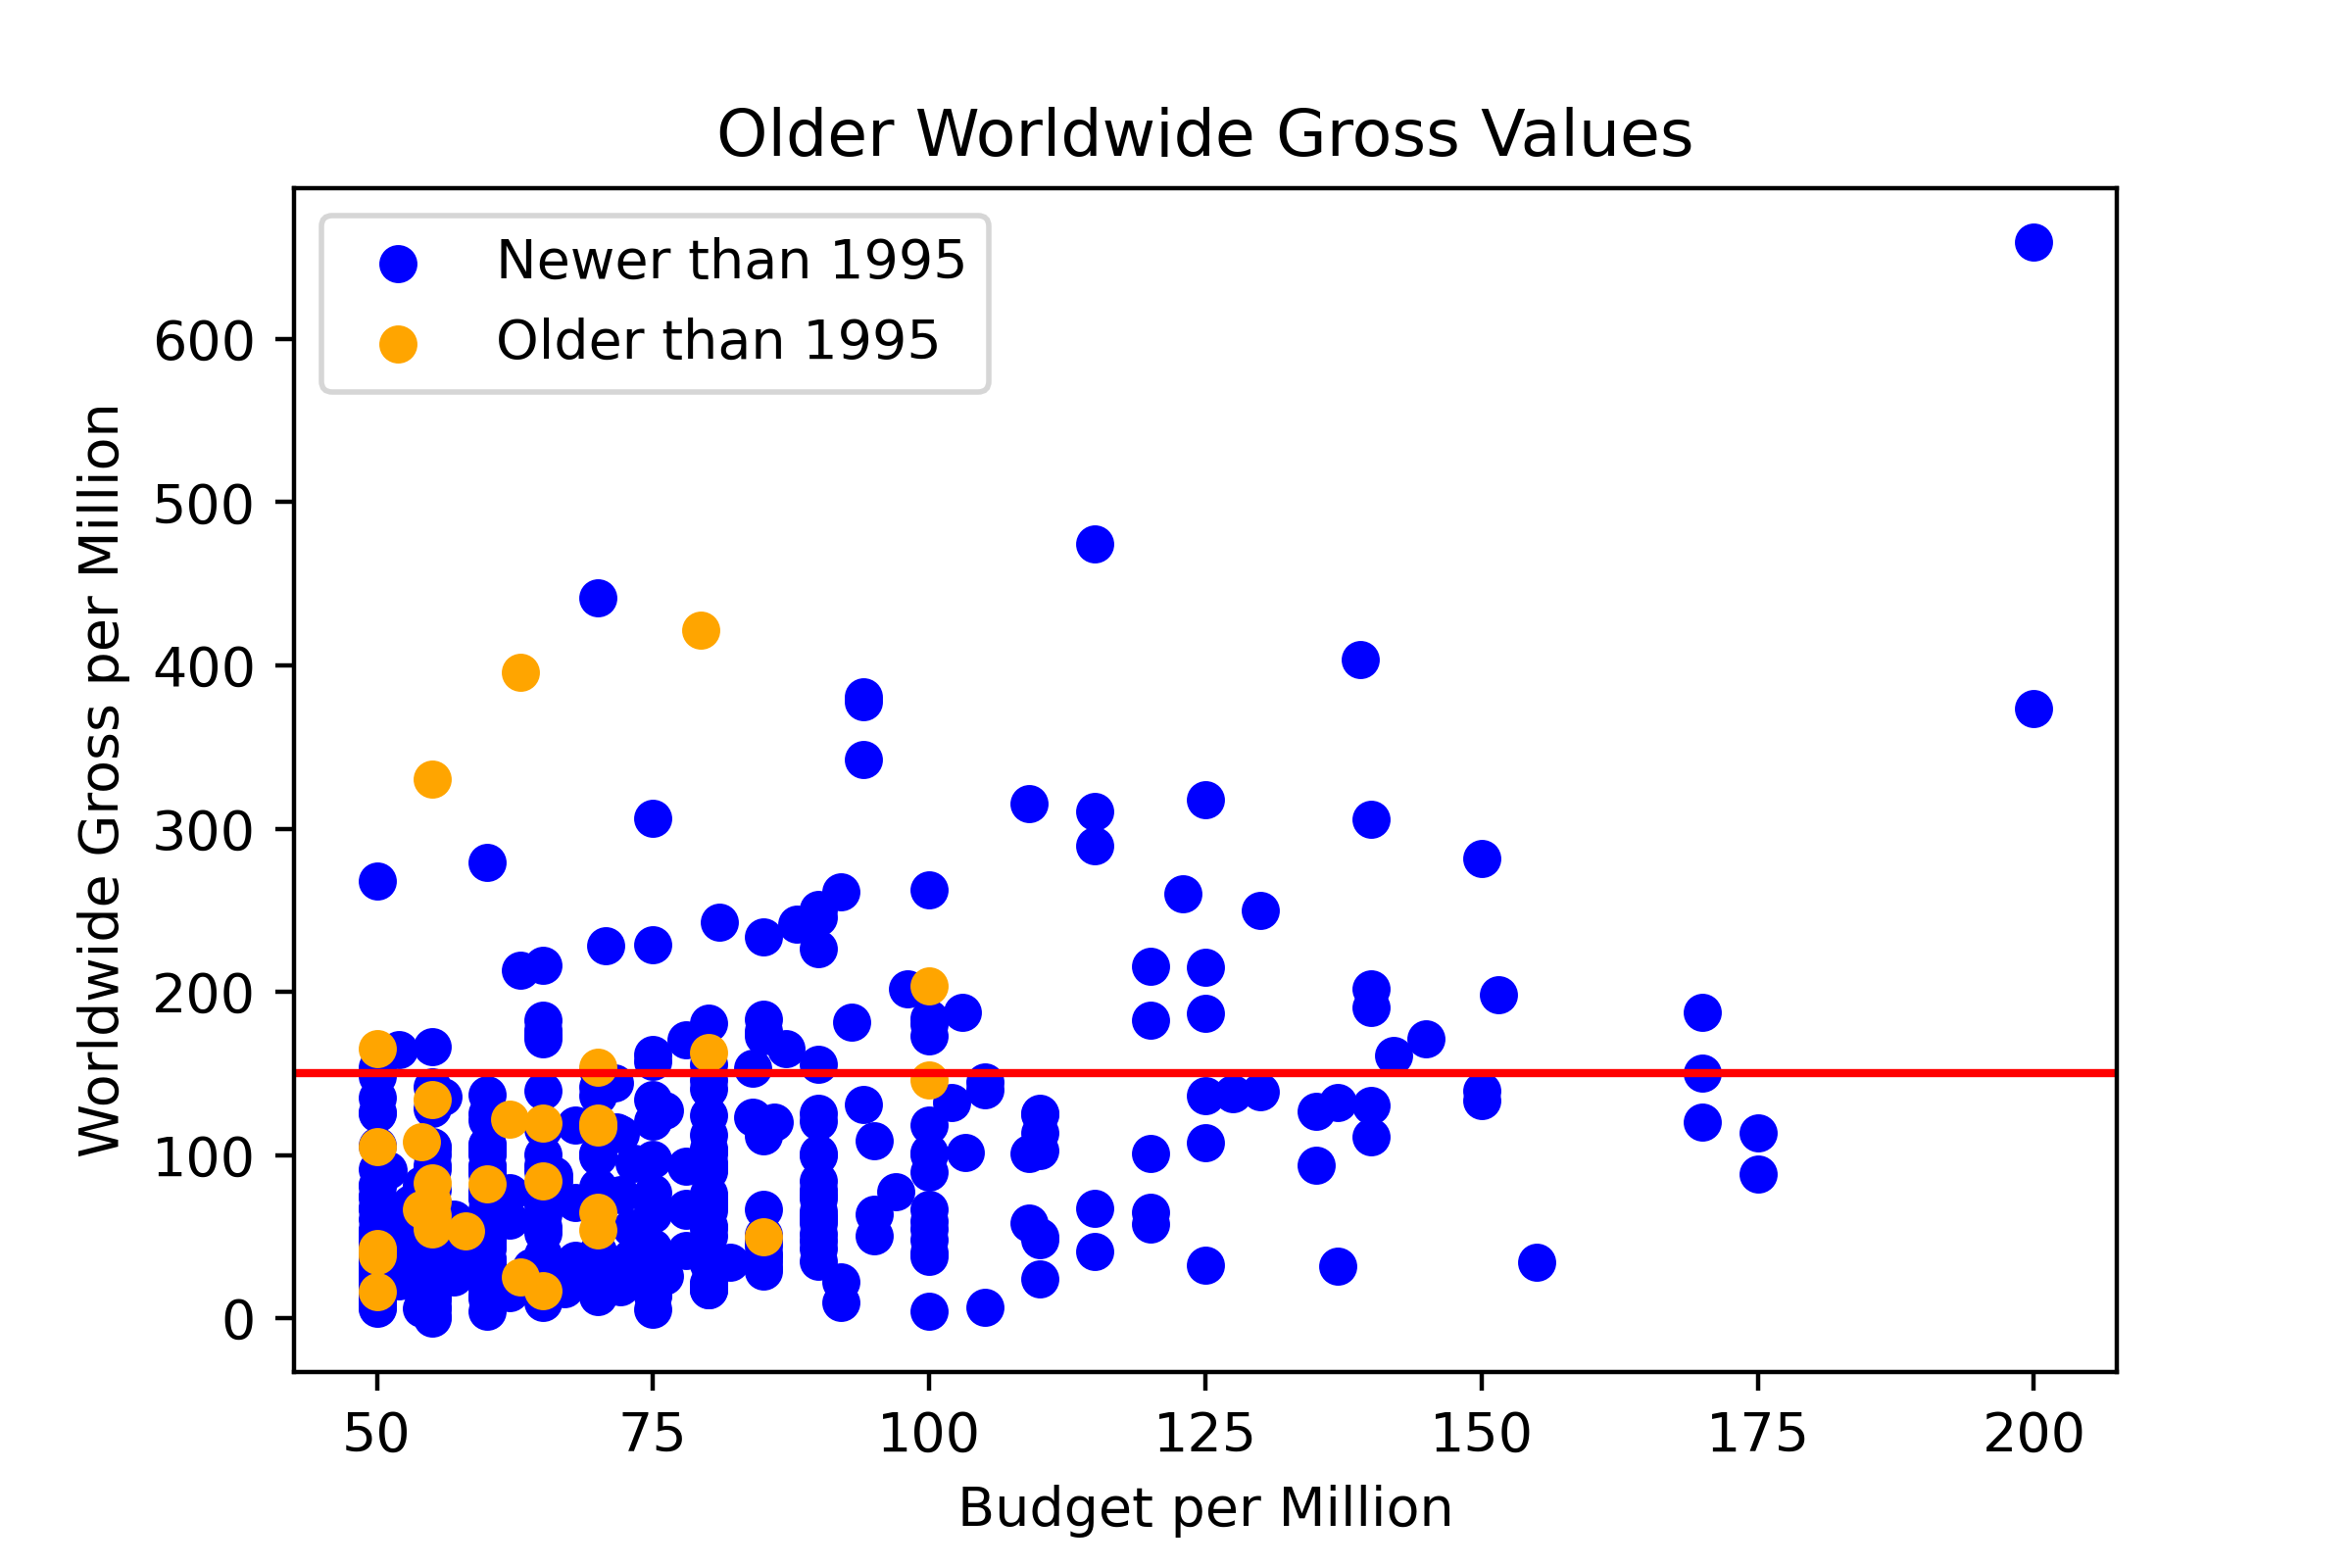 Older Worldwide Gross Values
Newer than 1995
Older than 1995
Worldwide Gross per Million
600
500
400
300
200
100
0
50 75 100 125 150 175 200
Budget per Million